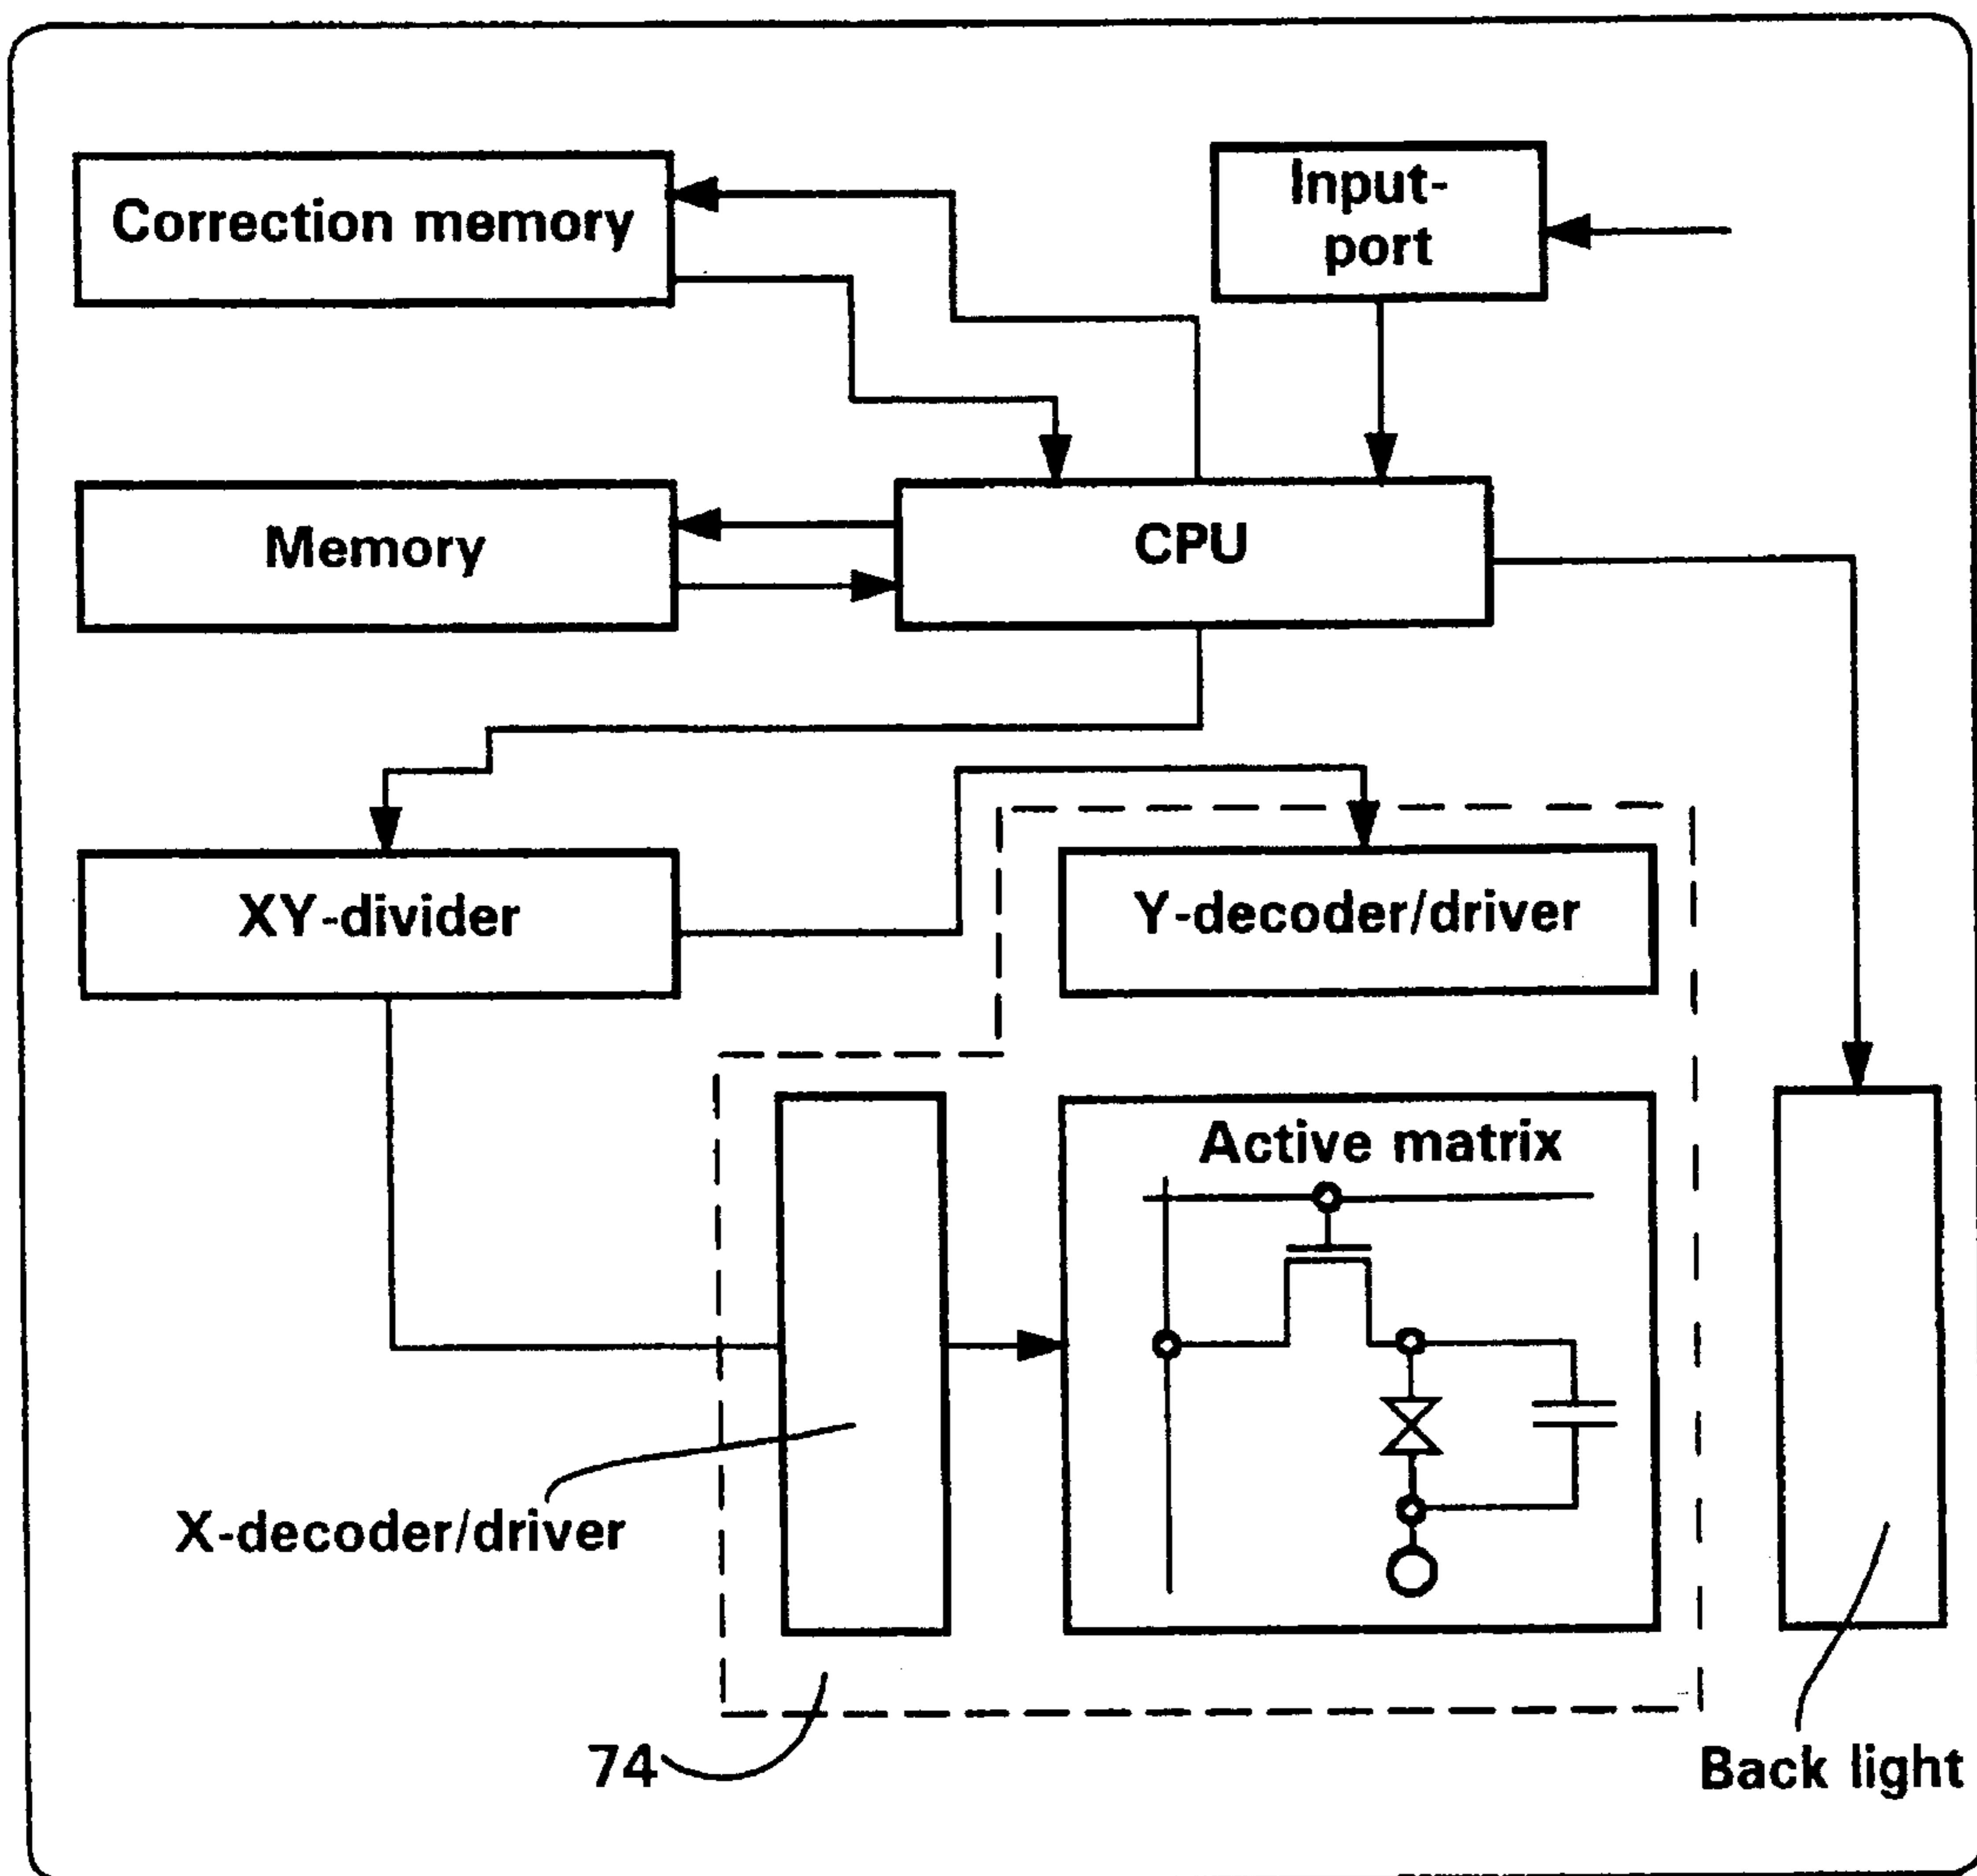 Correction memory
Input-
port
Memory
CPU
XY-divider
Y-decoder/driver
Active matrix
X-decoder/driver
74
Back light